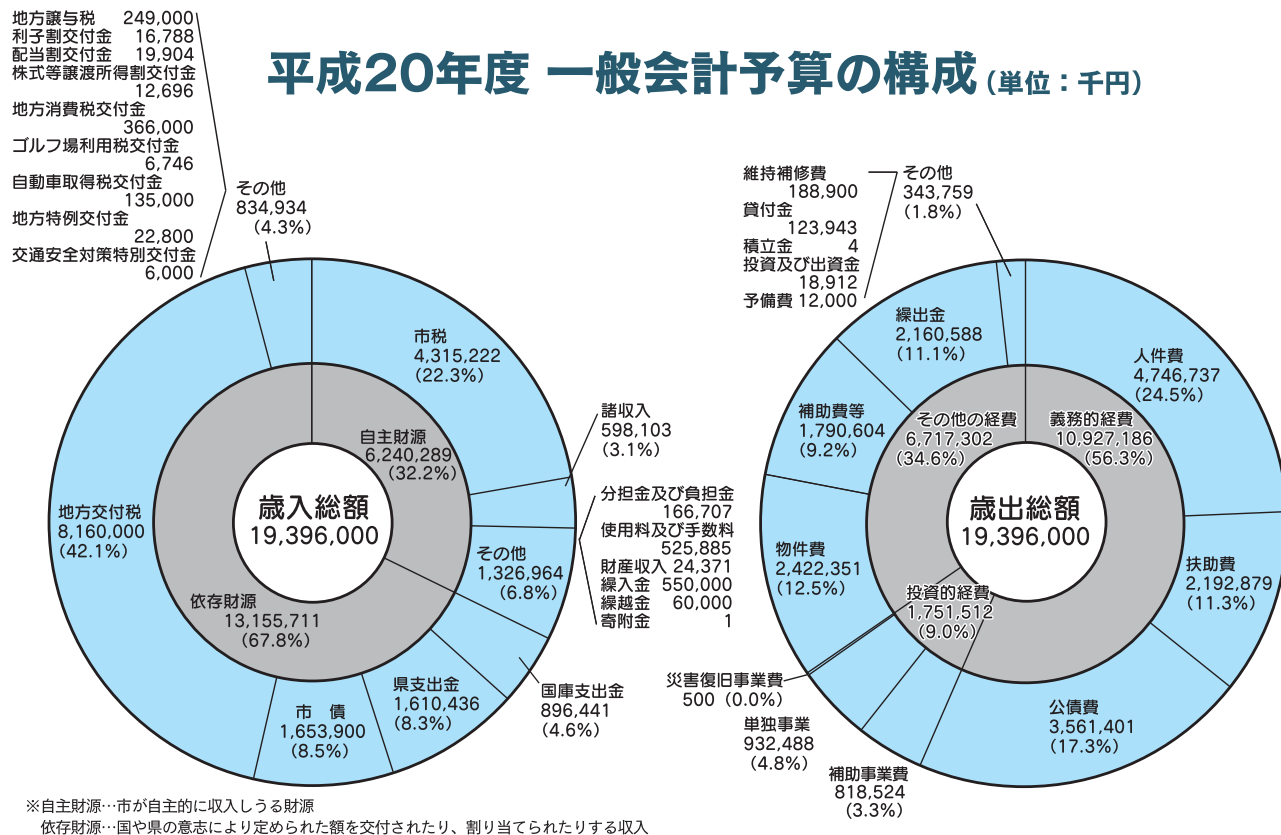 平成20年度 一般会計予算の構成(単位:千円)
地方譲与税 249,000
利子割交付金 16,788
配当割交付金 19,904
株式等譲渡所得割交付金
12,696
地方消費税交付金
366,000
ゴルフ場利用税交付金
6,746
自動車取得税交付金
135,000
地方特例交付金
22,800
交通安全対策特別交付金
6,000
その他
834,934
(4.3%)
市税
4,315,222
(22.3%)
諸収入
598,103
(3.1%)
自主財源
6,240,289
(32.2%)
歳入総額
19,396,000
地方交付税
8,160,000
(42.1%)
分担金及び負担金
166,707
使用料及び手数料
525,885
財産収入 24,371
繰入金 550,000
繰越金 60,000
寄附金 1
その他
1,326,964
(6.8%)
依存財源
13,155,711
(67.8%)
国庫支出金
896,441
(4.6%)
県支出金
1,610,436
(8.3%)
市 債
1,653,900
(8.5%)
維持補修費
188,900
貸付金
123,943
積立金 4
投資及び出資金
18,912
予備費 12,000
その他
343,759
(1.8%)
繰出金
2,160,588
(11.1%)
人件費
4,746,737
(24.5%)
補助費等
1,790,604
(9.2%)
その他の経費
6,717,302
(34.6%)
義務的経費
10,927,186
(56.3%)
歳出総額
19,396,000
物件費
2,422,351
(12.5%)
扶助費
2,192,879
(11.3%)
投資的経費
1,751,512
(9.0%)
災害復旧事業費
500 (0.0%)
単独事業
932,488
(4.8%)
補助事業費
818,524
(3.3%)
公債費
3,561,401
(17.3%)
※自主財源…市が自主的に収入しうる財源
依存財源…国や県の意志により定められた額を交付されたり、割り当てられたりする収入